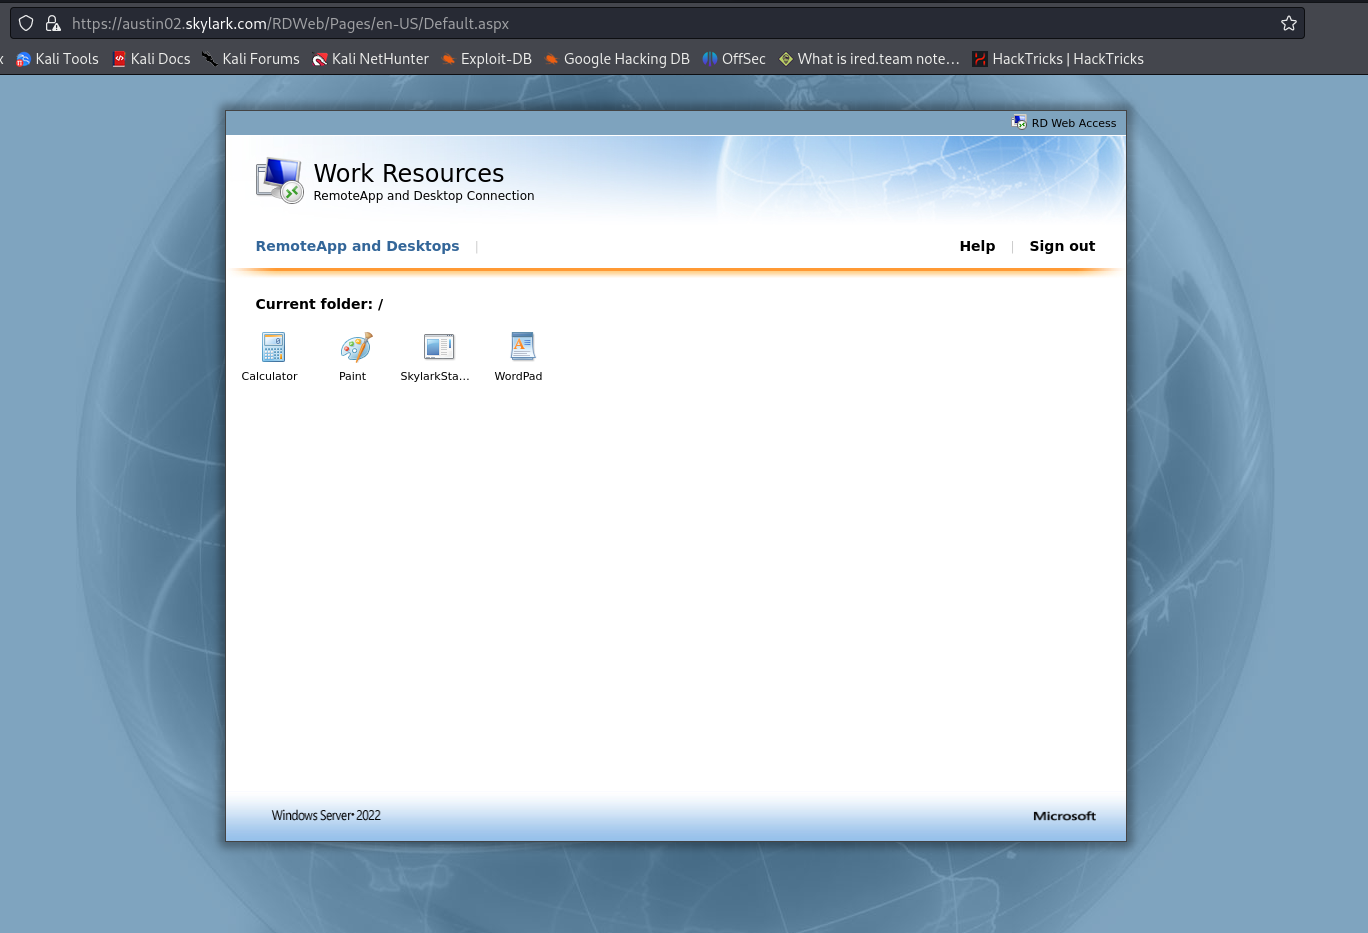 https://austin02.skylark.com/RDWeb/Pages/en-US/Default.aspx
Kali Tools Kali Docs Kali Forums Kali NetHunter Exploit-DB Google Hacking DB OffSec What is ired.team note... HackTricks | HackTricks
RD Web Access
Work Resources
RemoteApp and Desktop Connection
RemoteApp and Desktops | Help | Sign out
Current folder: /
Calculator Paint SkylarkSta... WordPad
Windows Server® 2022 Microsoft